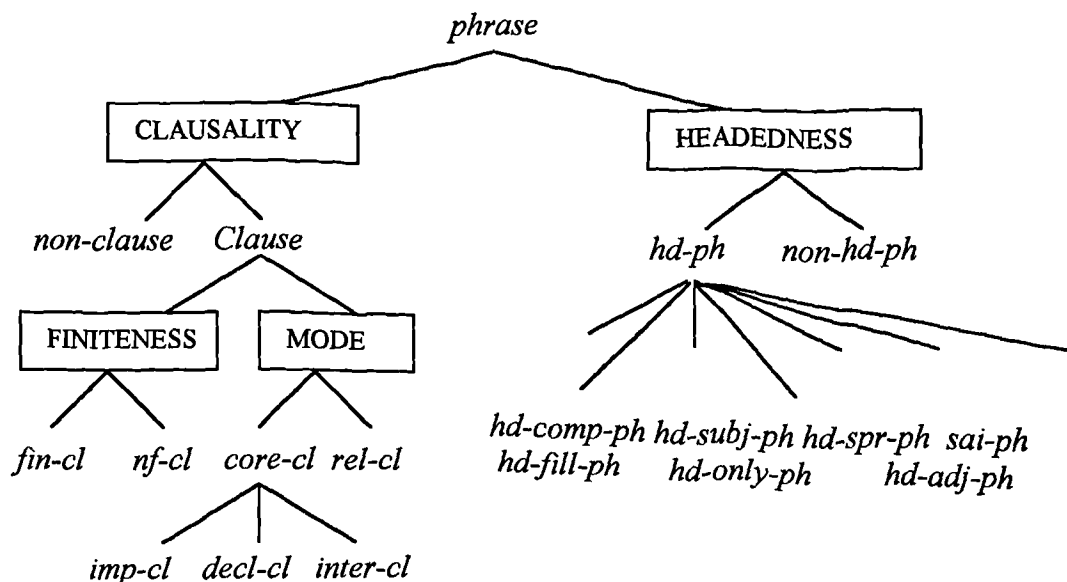 phrase
CLAUSALITY HEADEDNESS
non-clause Clause hd-ph non-hd-ph
FINITENESS MODE
hd-comp-ph hd-subj-ph hd-spr-ph sai-ph
fin-cl nf-cl core-cl rel-cl hd-fill-ph hd-only-ph hd-adj-ph
imp-cl decl-cl inter-cl